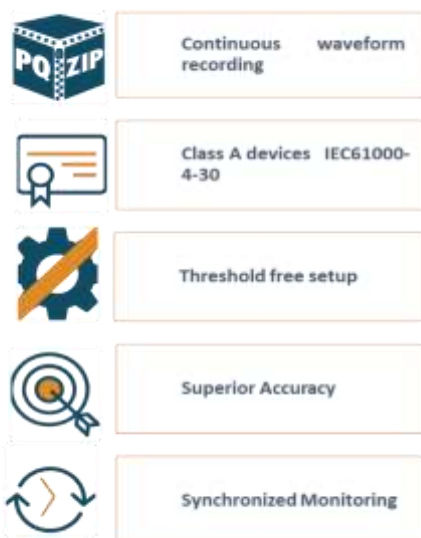 PQ ZIP
Continuous waveform
recording
Class A devices IEC61000-
4-30
Threshold free setup
Superior Accuracy
Synchronized Monitoring